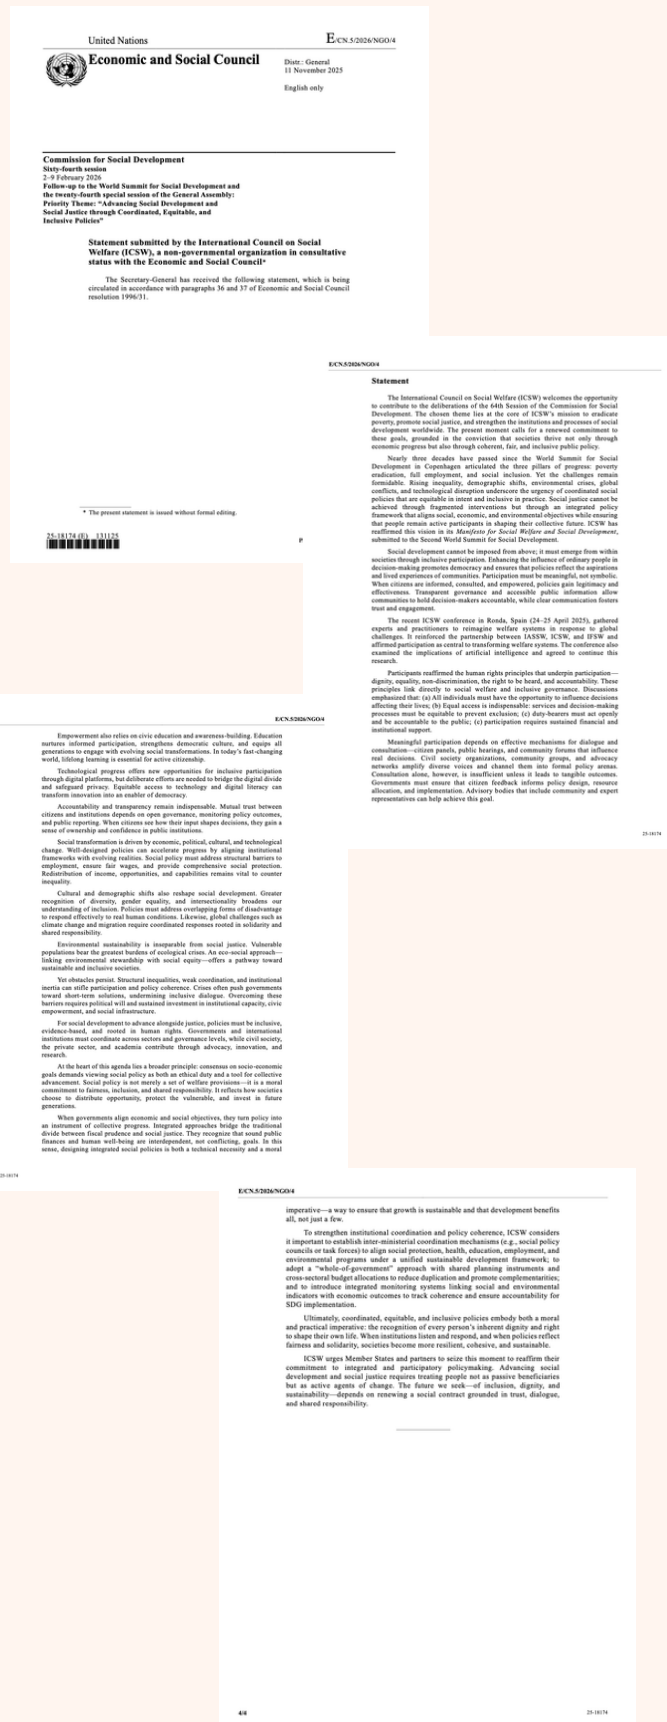 United Nations
E/CN.5/2026/NGO/4
Economic and Social Council
Distr.: General
11 November 2025
English only
Commission for Social Development
Sixty-fourth session
2–9 February 2026
Follow-up to the World Summit for Social Development and
the twenty-fourth special session of the General Assembly:
Priority Theme: “Advancing Social Development and
Social Justice through Coordinated, Equitable, and
Inclusive Policies”
Statement submitted by the International Council on Social
Welfare (ICSW), a non-governmental organization in consultative
status with the Economic and Social Council*
The Secretary-General has received the following statement, which is being
circulated in accordance with paragraphs 36 and 37 of Economic and Social Council
resolution 1996/31.
* The present statement is issued without formal editing.
25-18174 (E) 131125
P
E/CN.5/2026/NGO/4
Statement
The International Council on Social Welfare (ICSW) welcomes the opportunity
to contribute to the deliberations of the 64th Session of the Commission for Social
Development. The chosen theme lies at the core of ICSW’s mission to eradicate
poverty, promote social justice, and strengthen the institutions and processes of social
development worldwide. The present moment calls for a renewed commitment to
these goals, grounded in the conviction that societies thrive not only through
economic progress but also through coherent, fair, and inclusive public policy.
Nearly three decades have passed since the World Summit for Social
Development in Copenhagen articulated the three pillars of progress: poverty
eradication, full employment, and social inclusion. Yet the challenges remain
formidable. Rising inequality, demographic shifts, environmental crises, global
conflicts, and technological disruption underscore the urgency of coordinated social
policies that are equitable in intent and inclusive in practice. Social justice cannot be
achieved through fragmented interventions but through an integrated policy
framework that aligns social, economic, and environmental objectives while ensuring
that people remain active participants in shaping their collective future. ICSW has
reaffirmed this vision in its Manifesto for Social Welfare and Social Development,
submitted to the Second World Summit for Social Development.
Social development cannot be imposed from above; it must emerge from within
societies through inclusive participation. Enhancing the influence of ordinary people in
decision-making promotes democracy and ensures that policies reflect the aspirations
and lived experiences of communities. Participation must be meaningful, not symbolic.
When citizens are informed, consulted, and empowered, policies gain legitimacy and
effectiveness. Transparent governance and accessible public information allow
communities to hold decision-makers accountable, while clear communication fosters
trust and engagement.
The recent ICSW conference in Ronda, Spain (24–25 April 2025), gathered
experts and practitioners to reimagine welfare systems in response to global
challenges. It reinforced the partnership between IASSW, ICSW, and IFSW and
affirmed participation as central to transforming welfare systems. The conference also
examined the implications of artificial intelligence and agreed to continue this
research.
Participants reaffirmed the human rights principles that underpin participation—
dignity, equality, non-discrimination, the right to be heard, and accountability. These
principles link directly to social welfare and inclusive governance. Discussions
emphasized that: (a) All individuals must have the opportunity to influence decisions
affecting their lives; (b) Equal access is indispensable: services and decision-making
processes must be equitable to prevent exclusion; (c) duty-bearers must act openly
and be accountable to the public; (c) participation requires sustained financial and
institutional support.
Meaningful participation depends on effective mechanisms for dialogue and
consultation—citizen panels, public hearings, and community forums that influence
real decisions. Civil society organizations, community groups, and advocacy
networks amplify diverse voices and channel them into formal policy arenas.
Consultation alone, however, is insufficient unless it leads to tangible outcomes.
Governments must ensure that citizen feedback informs policy design, resource
allocation, and implementation. Advisory bodies that include community and expert
representatives can help achieve this goal.
25-18174
E/CN.5/2026/NGO/4
Empowerment also relies on civic education and awareness-building. Education
nurtures informed participation, strengthens democratic culture, and equips all
generations to engage with evolving social transformations. In today’s fast-changing
world, lifelong learning is essential for active citizenship.
Technological progress offers new opportunities for inclusive participation
through digital platforms, but deliberate efforts are needed to bridge the digital divide
and safeguard privacy. Equitable access to technology and digital literacy can
transform innovation into an enabler of democracy.
Accountability and transparency remain indispensable. Mutual trust between
citizens and institutions depends on open governance, monitoring policy outcomes,
and public reporting. When citizens see how their input shapes decisions, they gain a
sense of ownership and confidence in public institutions.
Social transformation is driven by economic, political, cultural, and technological
change. Well-designed policies can accelerate progress by aligning institutional
frameworks with evolving realities. Social policy must address structural barriers to
employment, ensure fair wages, and provide comprehensive social protection.
Redistribution of income, opportunities, and capabilities remains vital to counter
inequality.
Cultural and demographic shifts also reshape social development. Greater
recognition of diversity, gender equality, and intersectionality broadens our
understanding of inclusion. Policies must address overlapping forms of disadvantage
to respond effectively to real human conditions. Likewise, global challenges such as
climate change and migration require coordinated responses rooted in solidarity and
shared responsibility.
Environmental sustainability is inseparable from social justice. Vulnerable
populations bear the greatest burdens of ecological crises. An eco-social approach—
linking environmental stewardship with social equity—offers a pathway toward
sustainable and inclusive societies.
Yet obstacles persist. Structural inequalities, weak coordination, and institutional
inertia can stifle participation and policy coherence. Crises often push governments
toward short-term solutions, undermining inclusive dialogue. Overcoming these
barriers requires political will and sustained investment in institutional capacity, civic
empowerment, and social infrastructure.
For social development to advance alongside justice, policies must be inclusive,
evidence-based, and rooted in human rights. Governments and international
institutions must coordinate across sectors and governance levels, while civil society,
the private sector, and academia contribute through advocacy, innovation, and
research.
At the heart of this agenda lies a broader principle: consensus on socio-economic
goals demands viewing social policy as both an ethical duty and a tool for collective
advancement. Social policy is not merely a set of welfare provisions—it is a moral
commitment to fairness, inclusion, and shared responsibility. It reflects how societies
choose to distribute opportunity, protect the vulnerable, and invest in future
generations.
When governments align economic and social objectives, they turn policy into
an instrument of collective progress. Integrated approaches bridge the traditional
divide between fiscal prudence and social justice. They recognize that sound public
finances and human well-being are interdependent, not conflicting, goals. In this
sense, designing integrated social policies is both a technical necessity and a moral
25-18174
E/CN.5/2026/NGO/4
imperative—a way to ensure that growth is sustainable and that development benefits
all, not just a few.
To strengthen institutional coordination and policy coherence, ICSW considers
it important to establish inter-ministerial coordination mechanisms (e.g., social policy
councils or task forces) to align social protection, health, education, employment, and
environmental programs under a unified sustainable development framework; to
adopt a “whole-of-government” approach with shared planning instruments and
cross-sectoral budget allocations to reduce duplication and promote complementarities;
and to introduce integrated monitoring systems linking social and environmental
indicators with economic outcomes to track coherence and ensure accountability for
SDG implementation.
Ultimately, coordinated, equitable, and inclusive policies embody both a moral
and practical imperative: the recognition of every person’s inherent dignity and right
to shape their own life. When institutions listen and respond, and when policies reflect
fairness and solidarity, societies become more resilient, cohesive, and sustainable.
ICSW urges Member States and partners to seize this moment to reaffirm their
commitment to integrated and participatory policymaking. Advancing social
development and social justice requires treating people not as passive beneficiaries
but as active agents of change. The future we seek—of inclusion, dignity, and
sustainability—depends on renewing a social contract grounded in trust, dialogue,
and shared responsibility.
4/4
25-18174